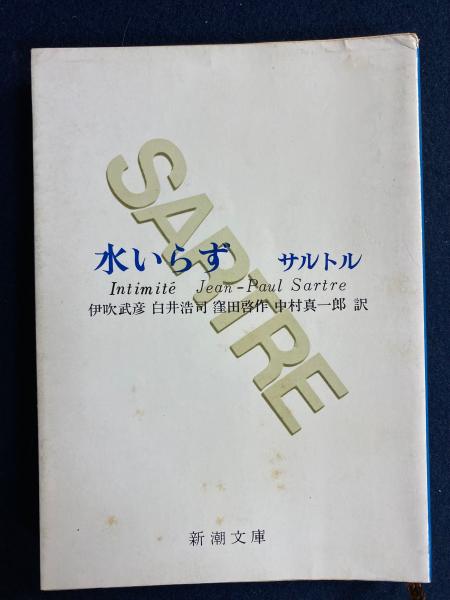 SARTRE
水いらず サルトル
Intimité Jean-Paul Sartre
伊吹武彦 白井浩司 窪田啓作 中村真一郎 訳
新潮文庫